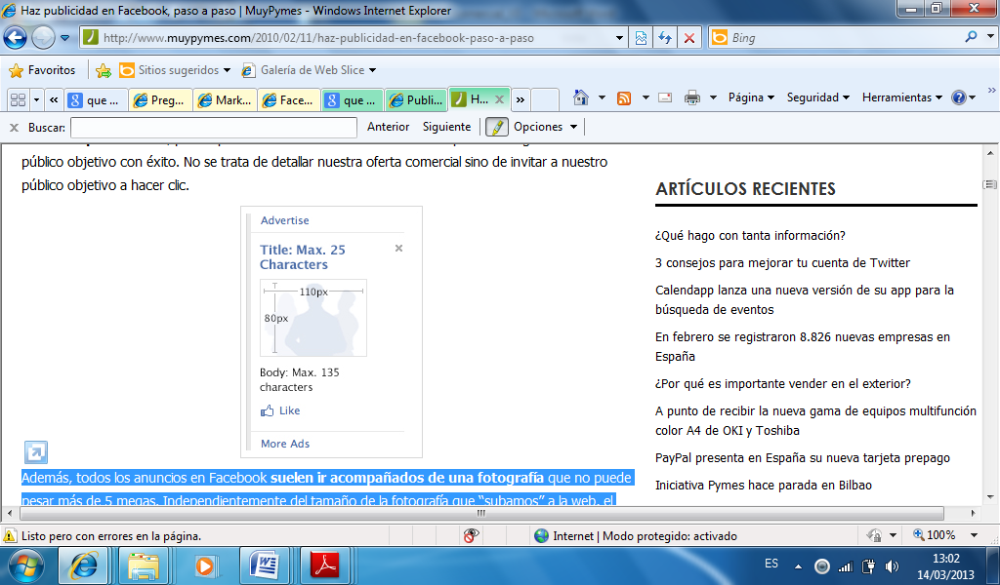 Haz publicidad en Facebook, paso a paso | MuyPymes - Windows Internet Explorer
http://www.muypymes.com/2010/02/11/haz-publicidad-en-facebook-paso-a-paso
Bing
Favoritos
Sitios sugeridos
Galería de Web Slice
que ...
Preg...
Mark...
Face...
que ...
Publi...
H...
Página
Seguridad
Herramientas
Buscar:
Anterior
Siguiente
Opciones
público objetivo con éxito. No se trata de detallar nuestra oferta comercial sino de invitar a nuestro
público objetivo a hacer clic.
Advertise
Title: Max. 25
Characters
110px
80px
Body: Max. 135
characters
Like
More Ads
Además, todos los anuncios en Facebook suelen ir acompañados de una fotografía que no puede
pesar más de 5 megas. Independientemente del tamaño de la fotografía que “subamos” a la web, el
ARTÍCULOS RECIENTES
¿Qué hago con tanta información?
3 consejos para mejorar tu cuenta de Twitter
Calendapp lanza una nueva versión de su app para la
búsqueda de eventos
En febrero se registraron 8.826 nuevas empresas en
España
¿Por qué es importante vender en el exterior?
A punto de recibir la nueva gama de equipos multifunción
color A4 de OKI y Toshiba
PayPal presenta en España su nueva tarjeta prepago
Iniciativa Pymes hace parada en Bilbao
Listo pero con errores en la página.
Internet | Modo protegido: activado
100%
ES
13:02
14/03/2013